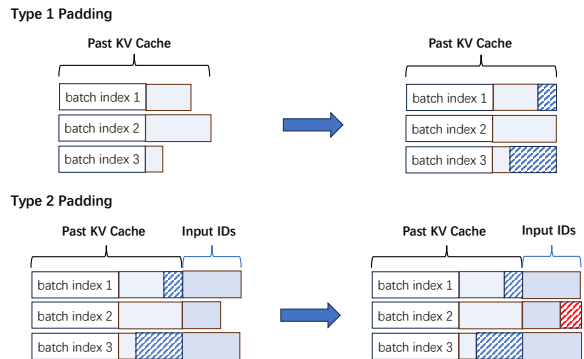 Type 1 Padding
Past KV Cache
Past KV Cache
batch index 1
batch index 2
batch index 3
batch index 1
batch index 2
batch index 3
Type 2 Padding
Past KV Cache
Input IDs
Past KV Cache
Input IDs
batch index 1
batch index 2
batch index 3
batch index 1
batch index 2
batch index 3